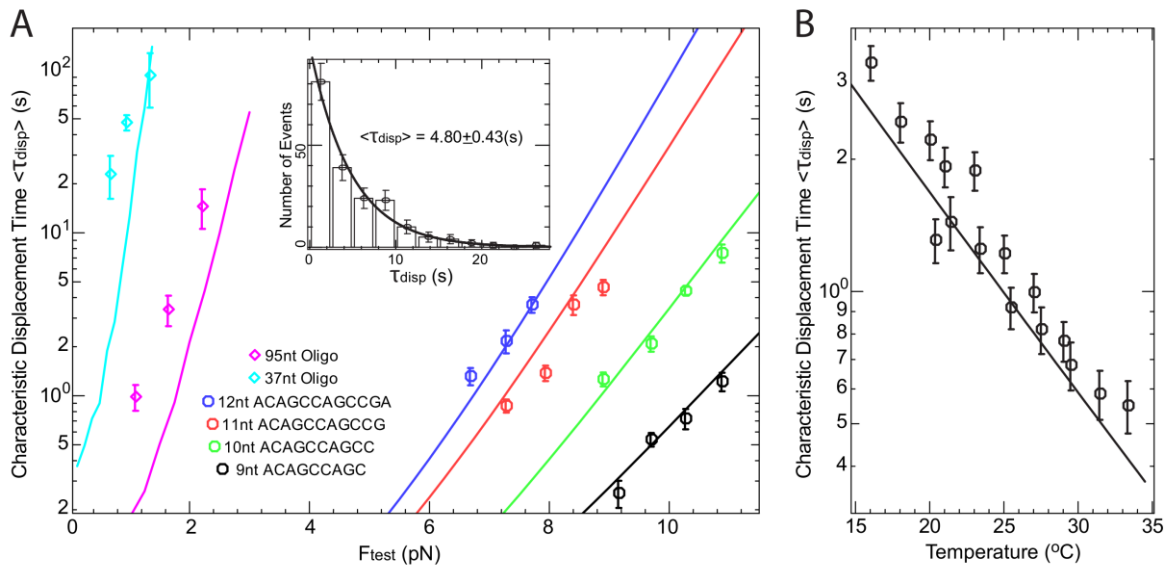 A
B
Characteristic Displacement Time <τdisp> (s)
10²
5
2
10¹
5
2
10⁰
5
2
0
2
4
6
8
10
Ftest (pN)
Number of Events
50
0
0
10
20
τdisp (s)
<τdisp> = 4.80±0.43(s)
95nt Oligo
37nt Oligo
12nt ACAGCCAGCCGA
11nt ACAGCCAGCCG
10nt ACAGCCAGCC
9nt ACAGCCAGC
Characteristic Displacement Time <τdisp> (s)
3
2
10⁰
9
8
7
6
5
4
15
20
25
30
35
Temperature (ºC)